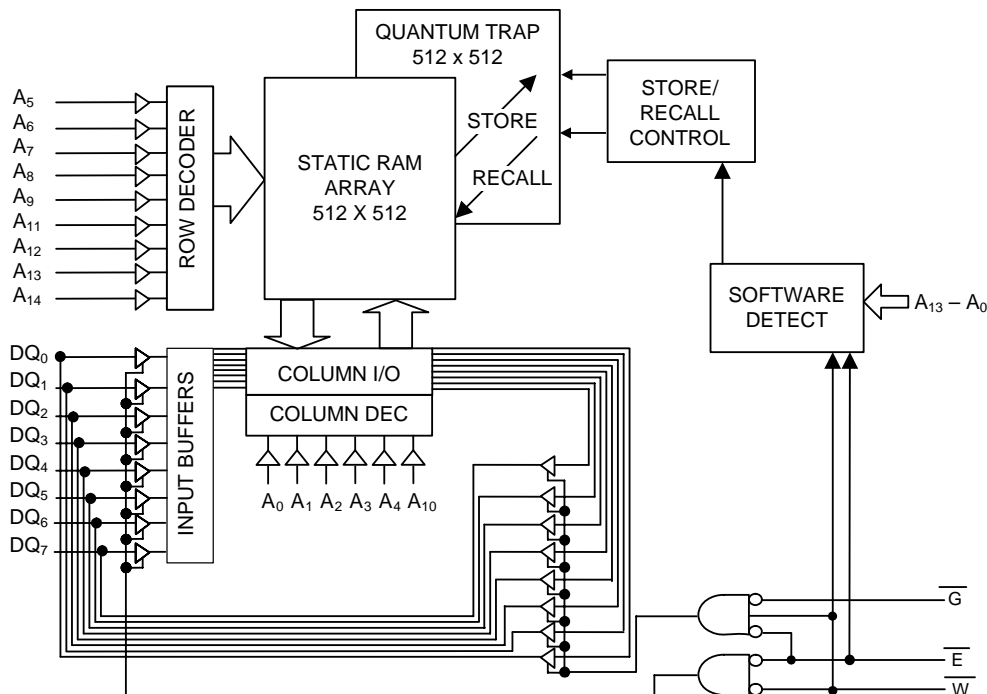 QUANTUM TRAP
512 x 512
STORE
RECALL
STORE/
RECALL
CONTROL
A5
A6
A7
A8
A9
A11
A12
A13
A14
ROW DECODER
STATIC RAM
ARRAY
512 X 512
SOFTWARE
DETECT
A13 – A0
DQ0
DQ1
DQ2
DQ3
DQ4
DQ5
DQ6
DQ7
INPUT BUFFERS
COLUMN I/O
COLUMN DEC
A0 A1 A2 A3 A4 A10
G
E
W